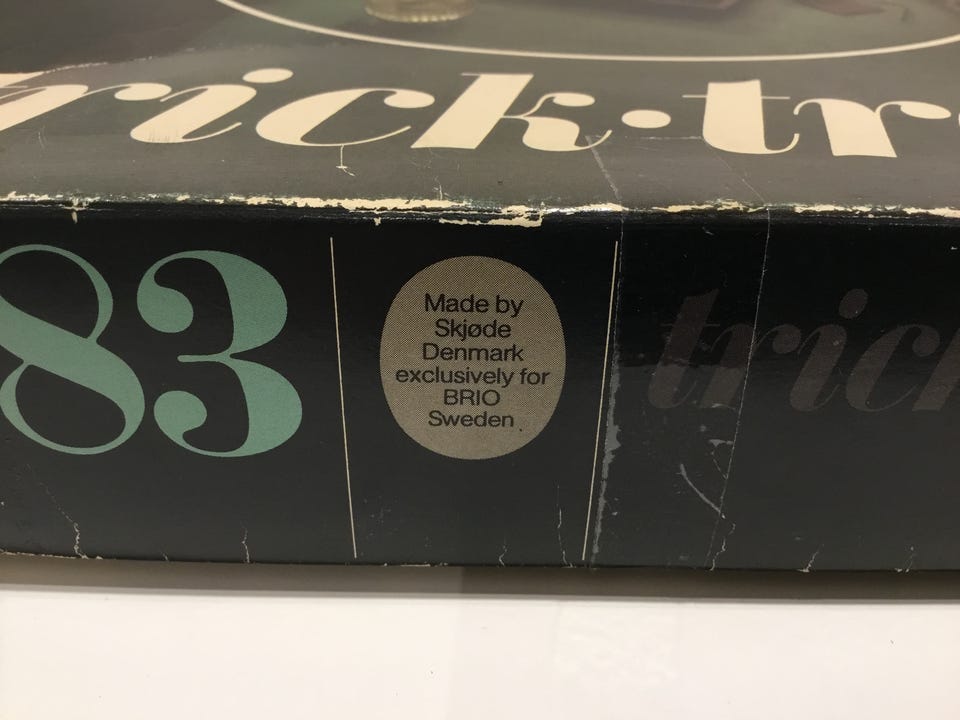 trick·tr
83
Made by
Skjøde
Denmark
exclusively for
BRIO
Sweden
trick